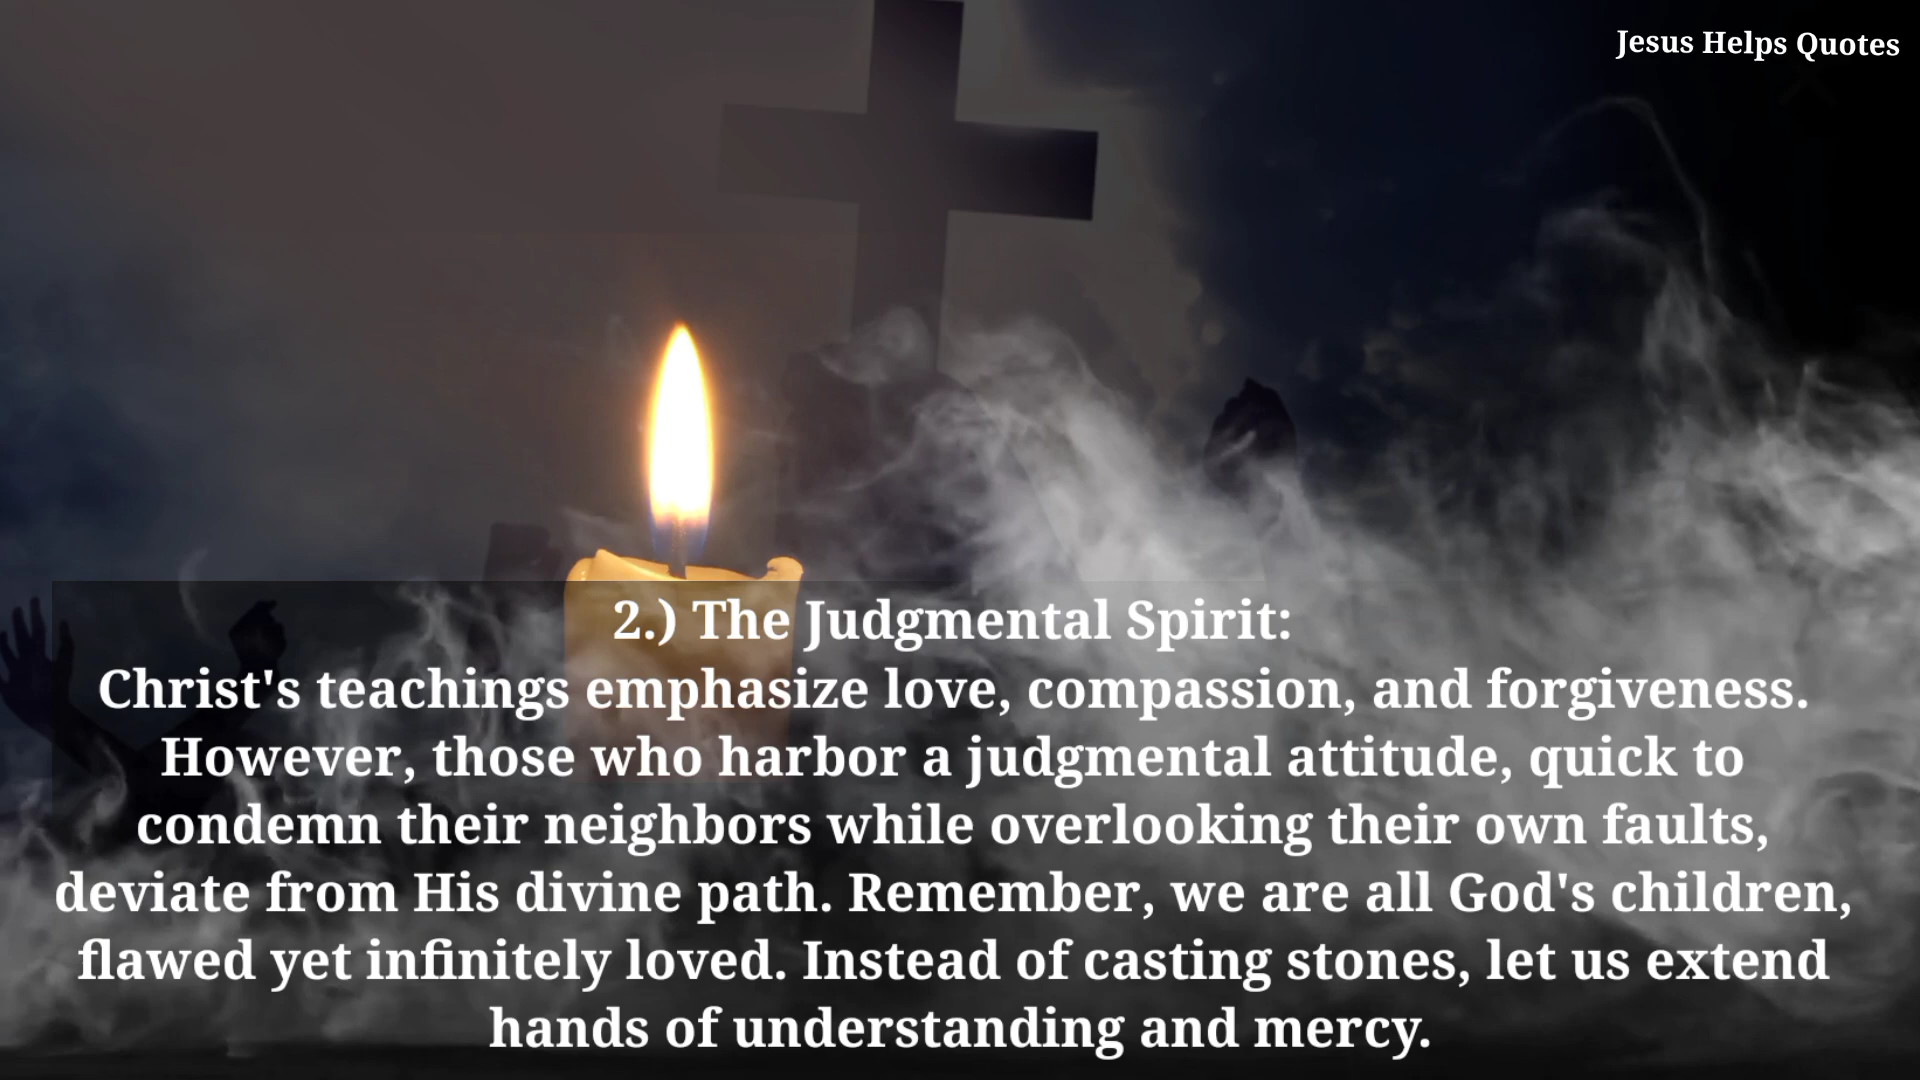 Jesus Helps Quotes
2.) The Judgmental Spirit:
Christ's teachings emphasize love, compassion, and forgiveness.
However, those who harbor a judgmental attitude, quick to
condemn their neighbors while overlooking their own faults,
deviate from His divine path. Remember, we are all God's children,
flawed yet infinitely loved. Instead of casting stones, let us extend
hands of understanding and mercy.